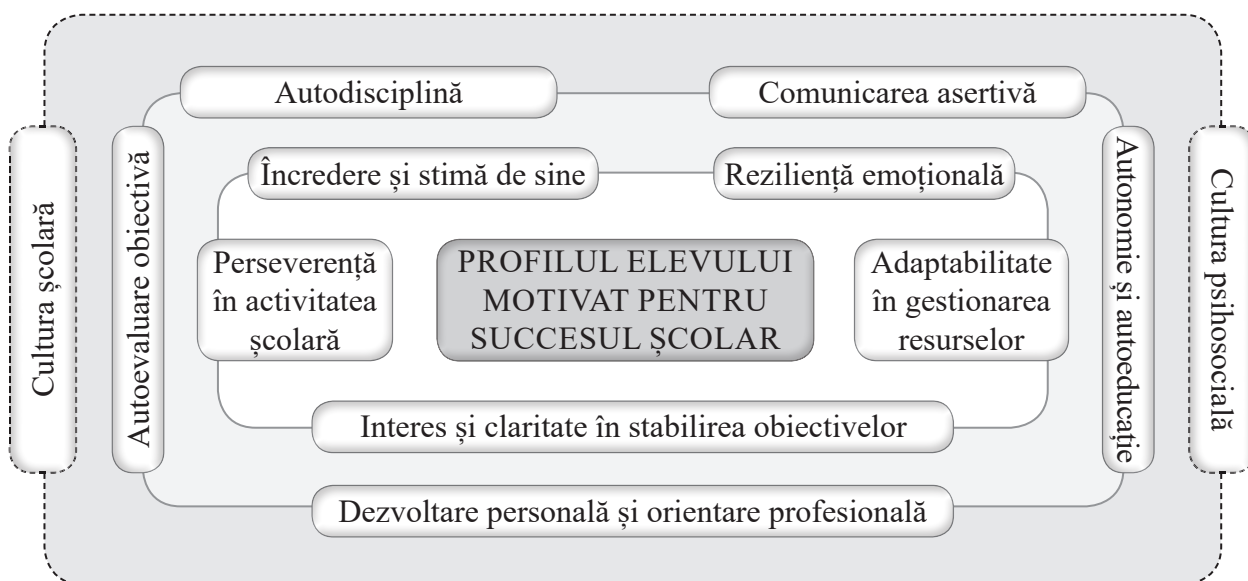 Autodisciplină
Comunicarea asertivă
Cultura școlară
Autoevaluare obiectivă
Încredere și stimă de sine
Reziliență emoțională
Perseverență
în activitatea
școlară
PROFILUL ELEVULUI
MOTIVAT PENTRU
SUCCESUL ȘCOLAR
Adaptabilitate
în gestionarea
resurselor
Autonomie și autoeducație
Cultura psihosocială
Interes și claritate în stabilirea obiectivelor
Dezvoltare personală și orientare profesională